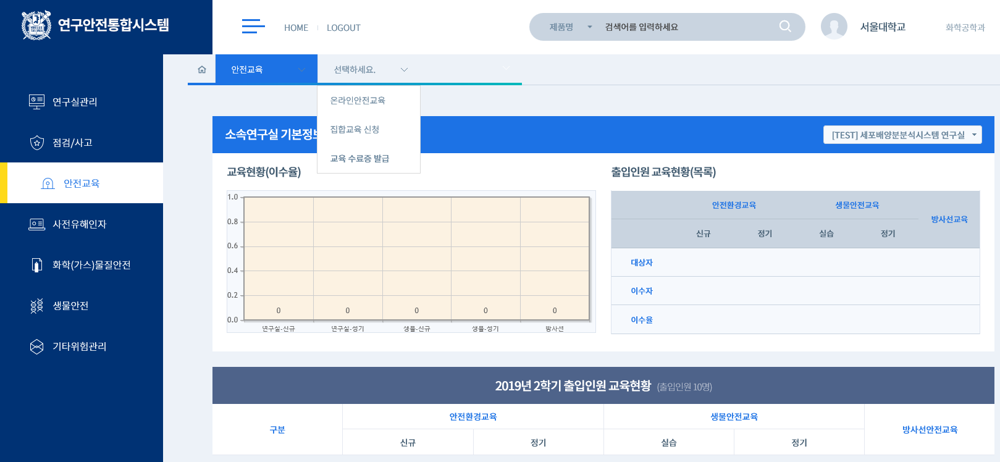 연구안전통합시스템
HOME LOGOUT
제품명 검색어를 입력하세요
서울대학교 화학공학과
안전교육 선택하세요.
온라인안전교육
집합교육 신청
교육 수료증 발급
연구실관리
점검/사고
안전교육
사전유해인자
화학(가스)물질안전
생물안전
기타위험관리
소속연구실 기본정보
[TEST] 세포배양분분석시스템 연구실
교육현황(이수율)
1.0
0.8
0.6
0.4
0.2
0.0
0 0 0 0 0
연구실-신규 연구실-정기 생물-신규 생물-정기 방사선
출입인원 교육현황(목록)
안전환경교육 생물안전교육 방사선교육
신규 정기 실습 정기
대상자
이수자
이수율
2019년 2학기 출입인원 교육현황 (출입인원 10명)
구분 안전환경교육 생물안전교육 방사선안전교육
신규 정기 실습 정기